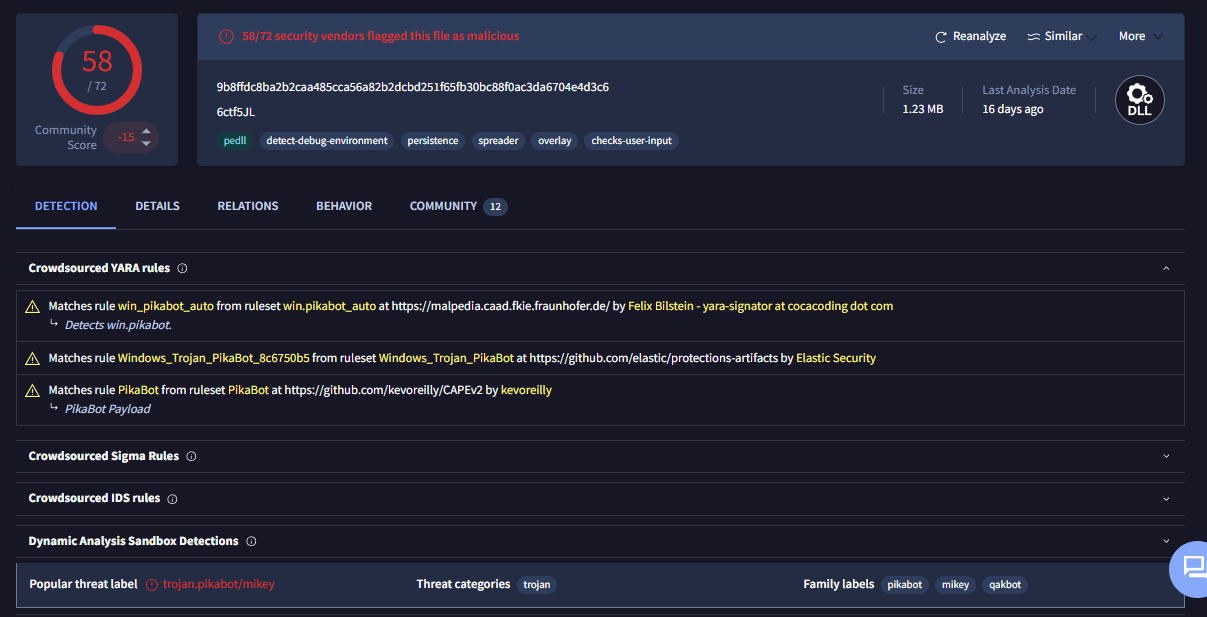 58
/ 72
Community
Score
-15
58/72 security vendors flagged this file as malicious
Reanalyze
Similar
More
9b8ffdc8ba2b2caa485cca56a82b2dcbd251f65fb30bc88f0ac3da6704e4d3c6
6ctf5JL
Size
1.23 MB
Last Analysis Date
16 days ago
DLL
pedll
detect-debug-environment
persistence
spreader
overlay
checks-user-input
DETECTION
DETAILS
RELATIONS
BEHAVIOR
COMMUNITY 12
Crowdsourced YARA rules
Matches rule win_pikabot_auto from ruleset win.pikabot_auto at https://malpedia.caad.fkie.fraunhofer.de/ by Felix Bilstein - yara-signator at cocacoding dot com
Detects win.pikabot.
Matches rule Windows_Trojan_PikaBot_8c6750b5 from ruleset Windows_Trojan_PikaBot at https://github.com/elastic/protections-artifacts by Elastic Security
Matches rule PikaBot from ruleset PikaBot at https://github.com/kevoreilly/CAPEv2 by kevoreilly
PikaBot Payload
Crowdsourced Sigma Rules
Crowdsourced IDS rules
Dynamic Analysis Sandbox Detections
Popular threat label trojan.pikabot/mikey
Threat categories trojan
Family labels pikabot mikey qakbot